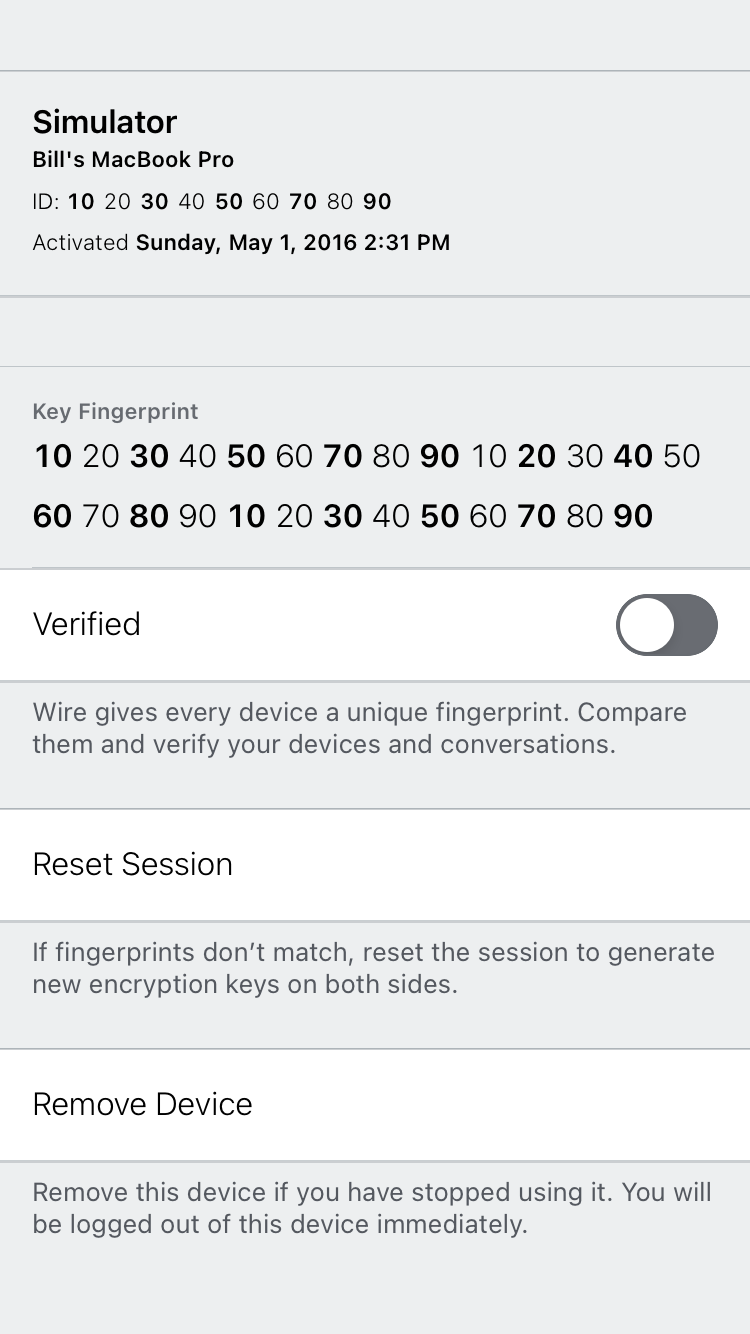 Simulator
Bill's MacBook Pro
ID: 10 20 30 40 50 60 70 80 90
Activated Sunday, May 1, 2016 2:31 PM
Key Fingerprint
10 20 30 40 50 60 70 80 90 10 20 30 40 50
60 70 80 90 10 20 30 40 50 60 70 80 90
Verified
Wire gives every device a unique fingerprint. Compare
them and verify your devices and conversations.
Reset Session
If fingerprints don’t match, reset the session to generate
new encryption keys on both sides.
Remove Device
Remove this device if you have stopped using it. You will
be logged out of this device immediately.